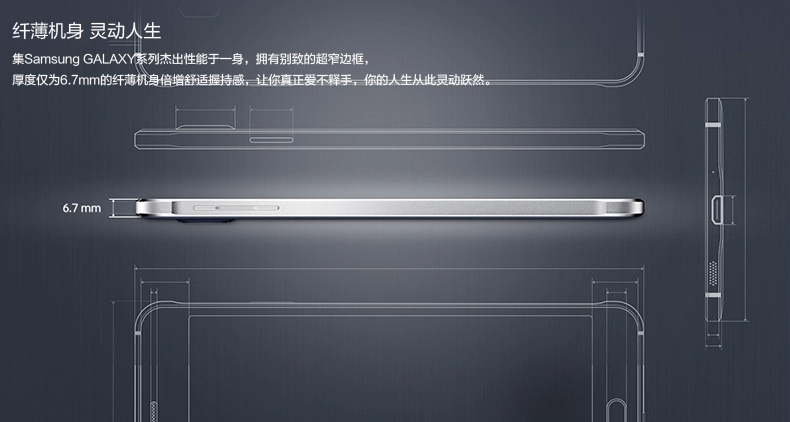 纤薄机身 灵动人生
集Samsung GALAXY系列杰出性能于一身，拥有别致的超窄边框，
厚度仅为6.7mm的纤薄机身倍增舒适握持感，让你真正爱不释手，你的人生从此灵动跃然。
6.7 mm